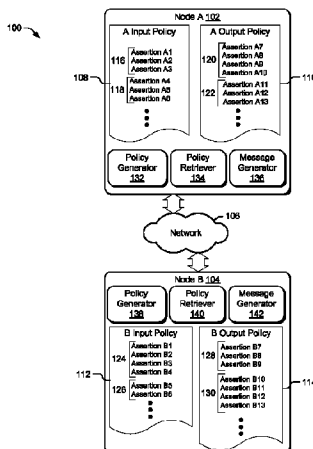 100
Node A 102
A Input Policy
A Output Policy
116
Assertion A1
Assertion A2
Assertion A3
118
Assertion A4
Assertion A5
Assertion A6
120
Assertion A7
Assertion A8
Assertion A9
Assertion A10
122
Assertion A11
Assertion A12
Assertion A13
108
110
Policy
Generator
132
Policy
Retriever
134
Message
Generator
136
106
Network
Node B 104
Policy
Generator
138
Policy
Retriever
140
Message
Generator
142
B Input Policy
B Output Policy
124
Assertion B1
Assertion B2
Assertion B3
Assertion B4
126
Assertion B5
Assertion B6
128
Assertion B7
Assertion B8
Assertion B9
130
Assertion B10
Assertion B11
Assertion B12
Assertion B13
112
114